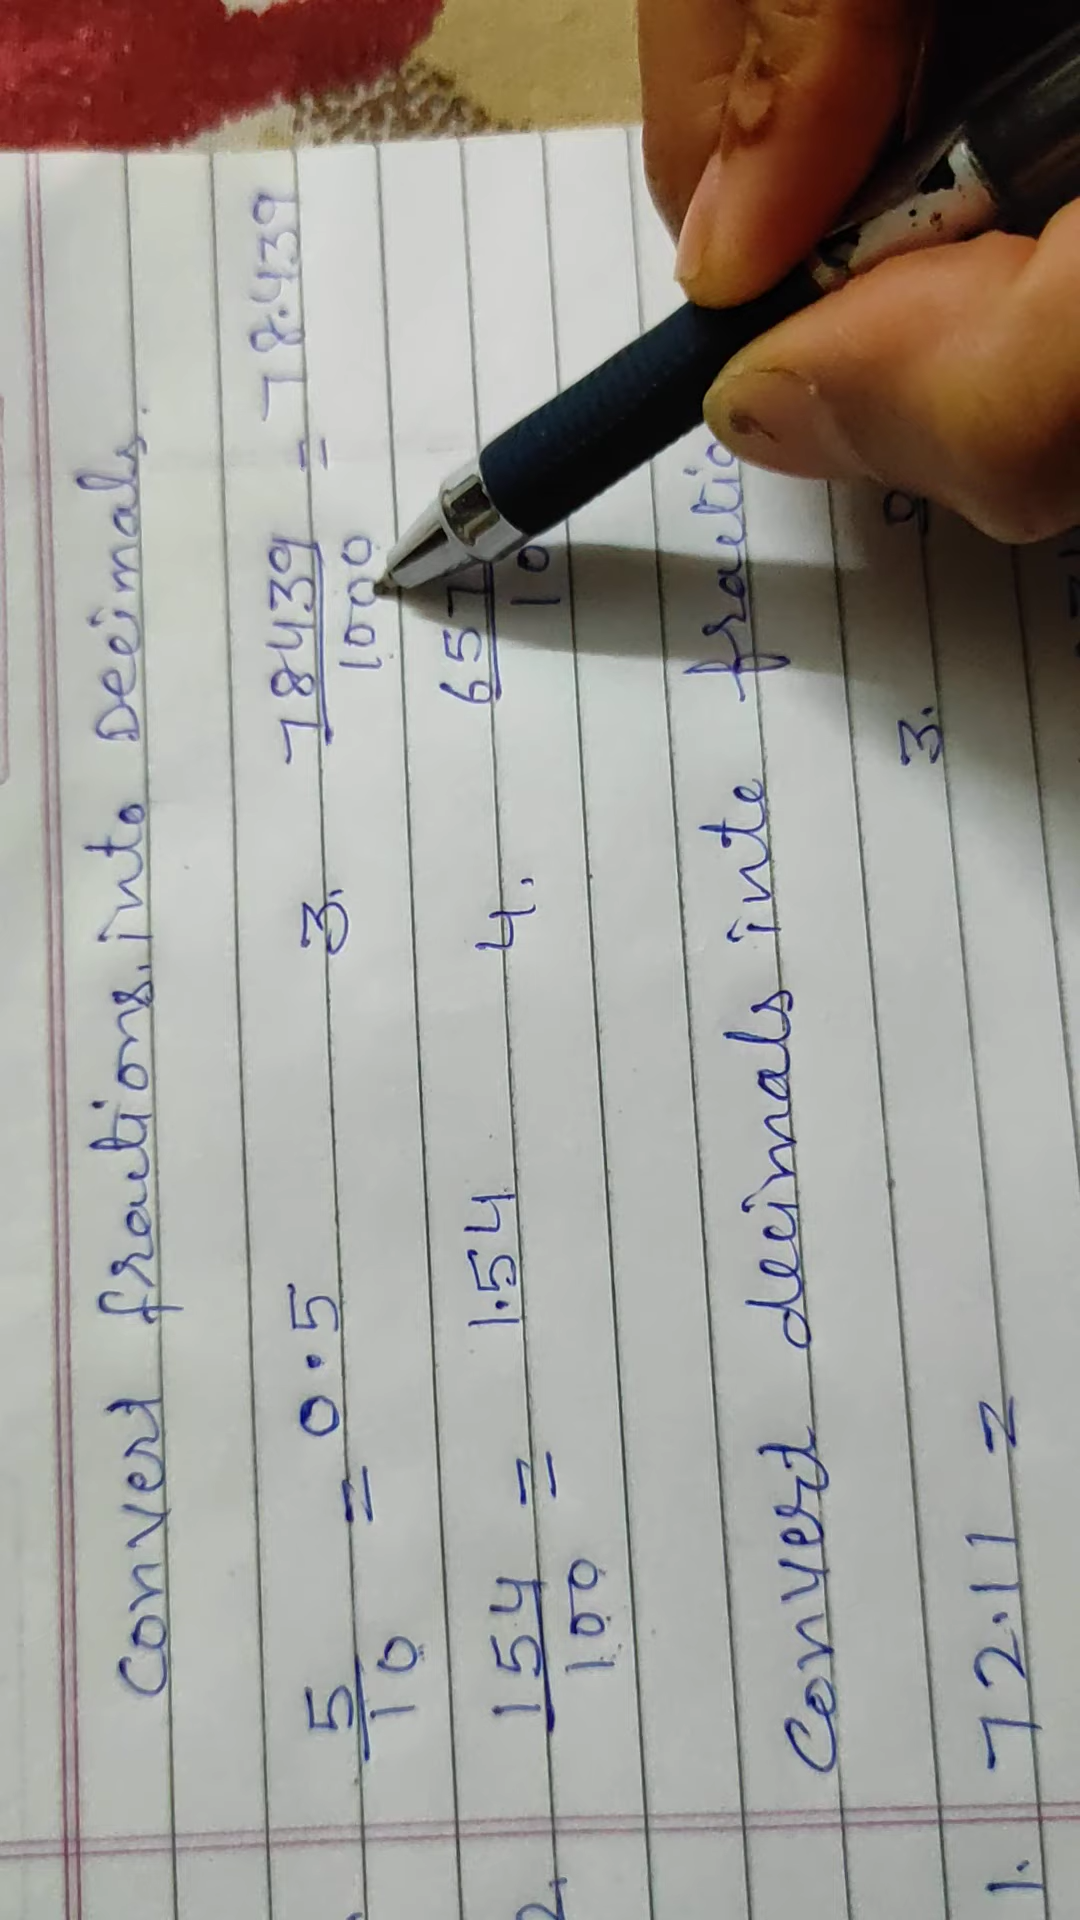 Convert fractions into Decimals.
5/10 = 0.5 3. 78439/1000 = 78.439
2. 154/100 = 1.54 4. 657/10
Convert decimals inte fractio
1. 72.11 = 3.